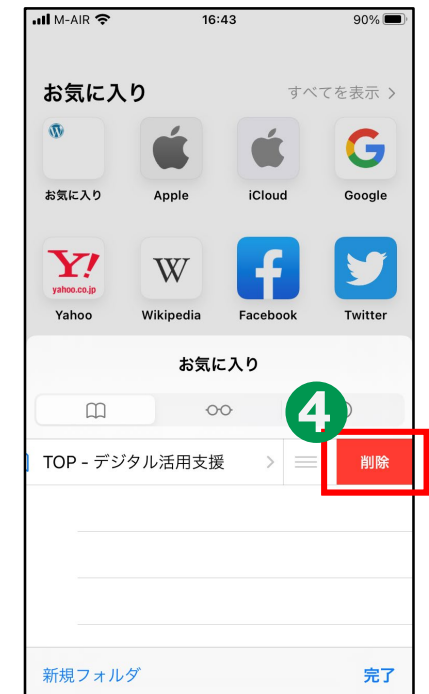 M-AIR 16:43 90%
お気に入り すべてを表示 >
お気に入り Apple iCloud Google
Y!
yahoo.co.jp
W
Yahoo Wikipedia Facebook Twitter
お気に入り
4
TOP - デジタル活用支援 > 削除
新規フォルダ 完了